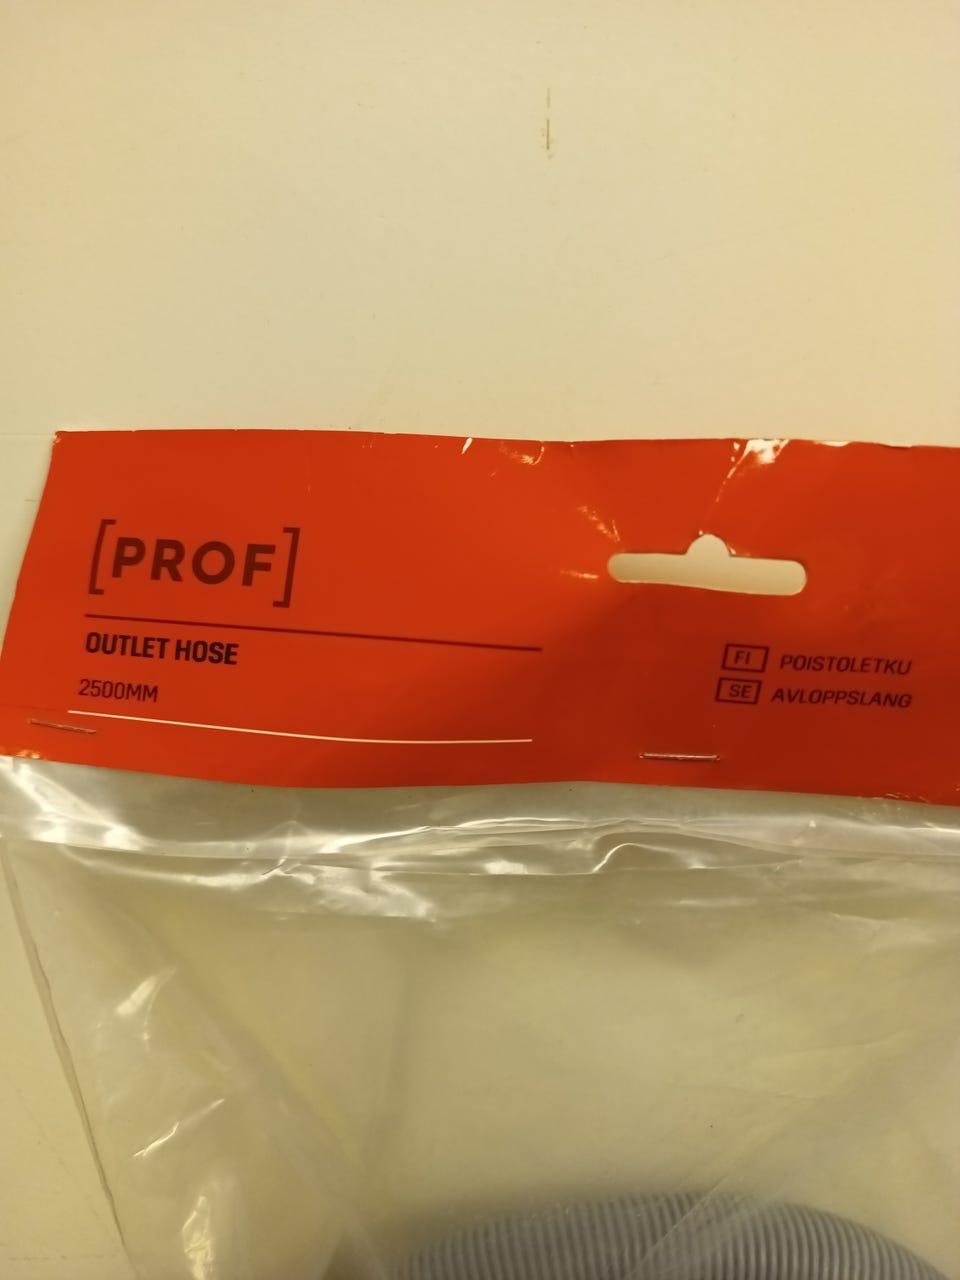 [PROF]
OUTLET HOSE
2500MM
FI POISTOLETKU
SE AVLOPPSLANG